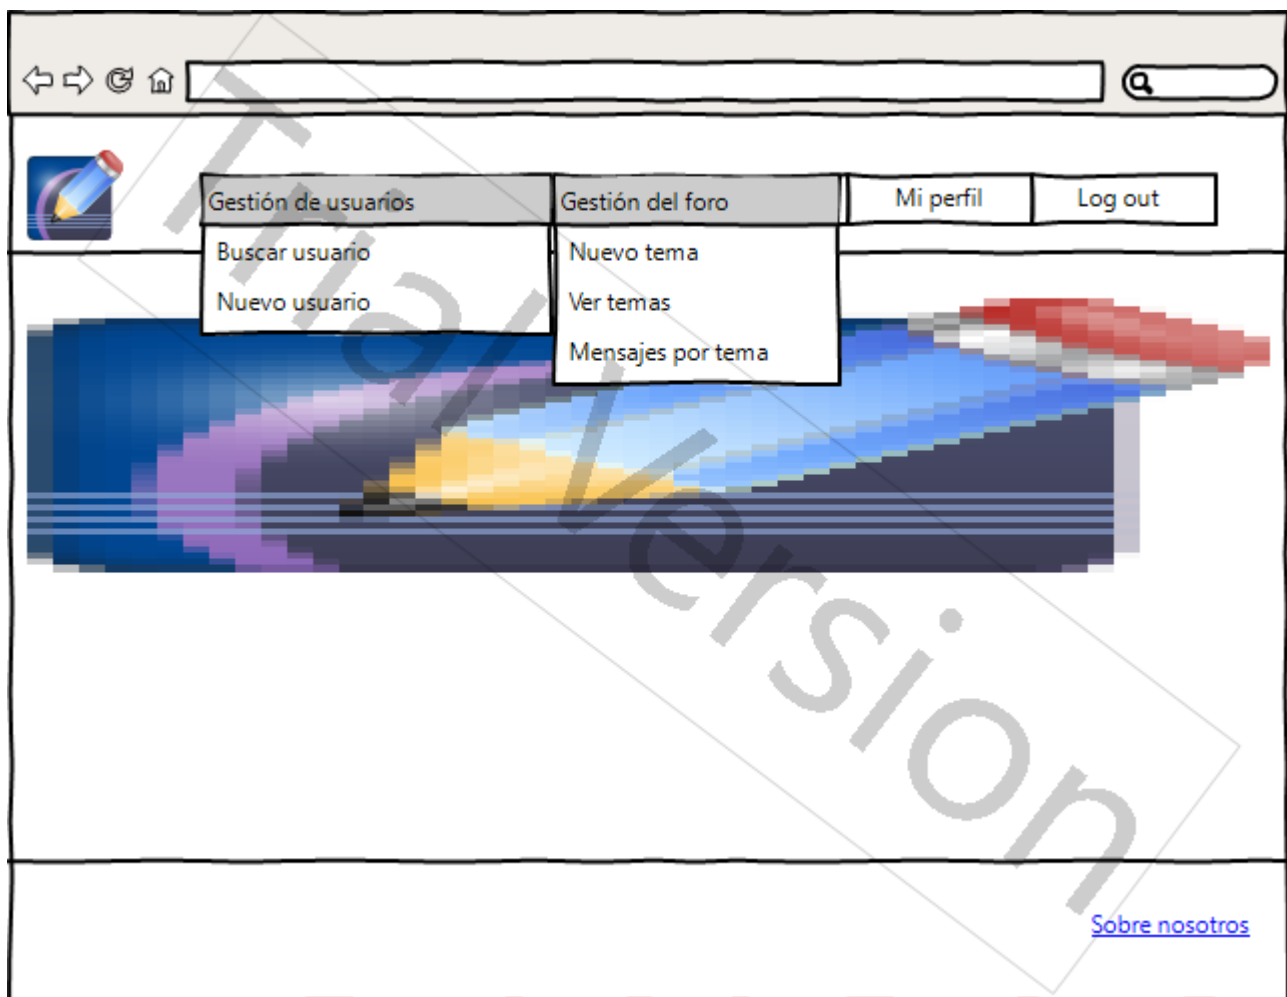 Gestión de usuarios
Gestión del foro
Mi perfil
Log out
Buscar usuario
Nuevo usuario
Nuevo tema
Ver temas
Mensajes por tema
Trial Version
Sobre nosotros